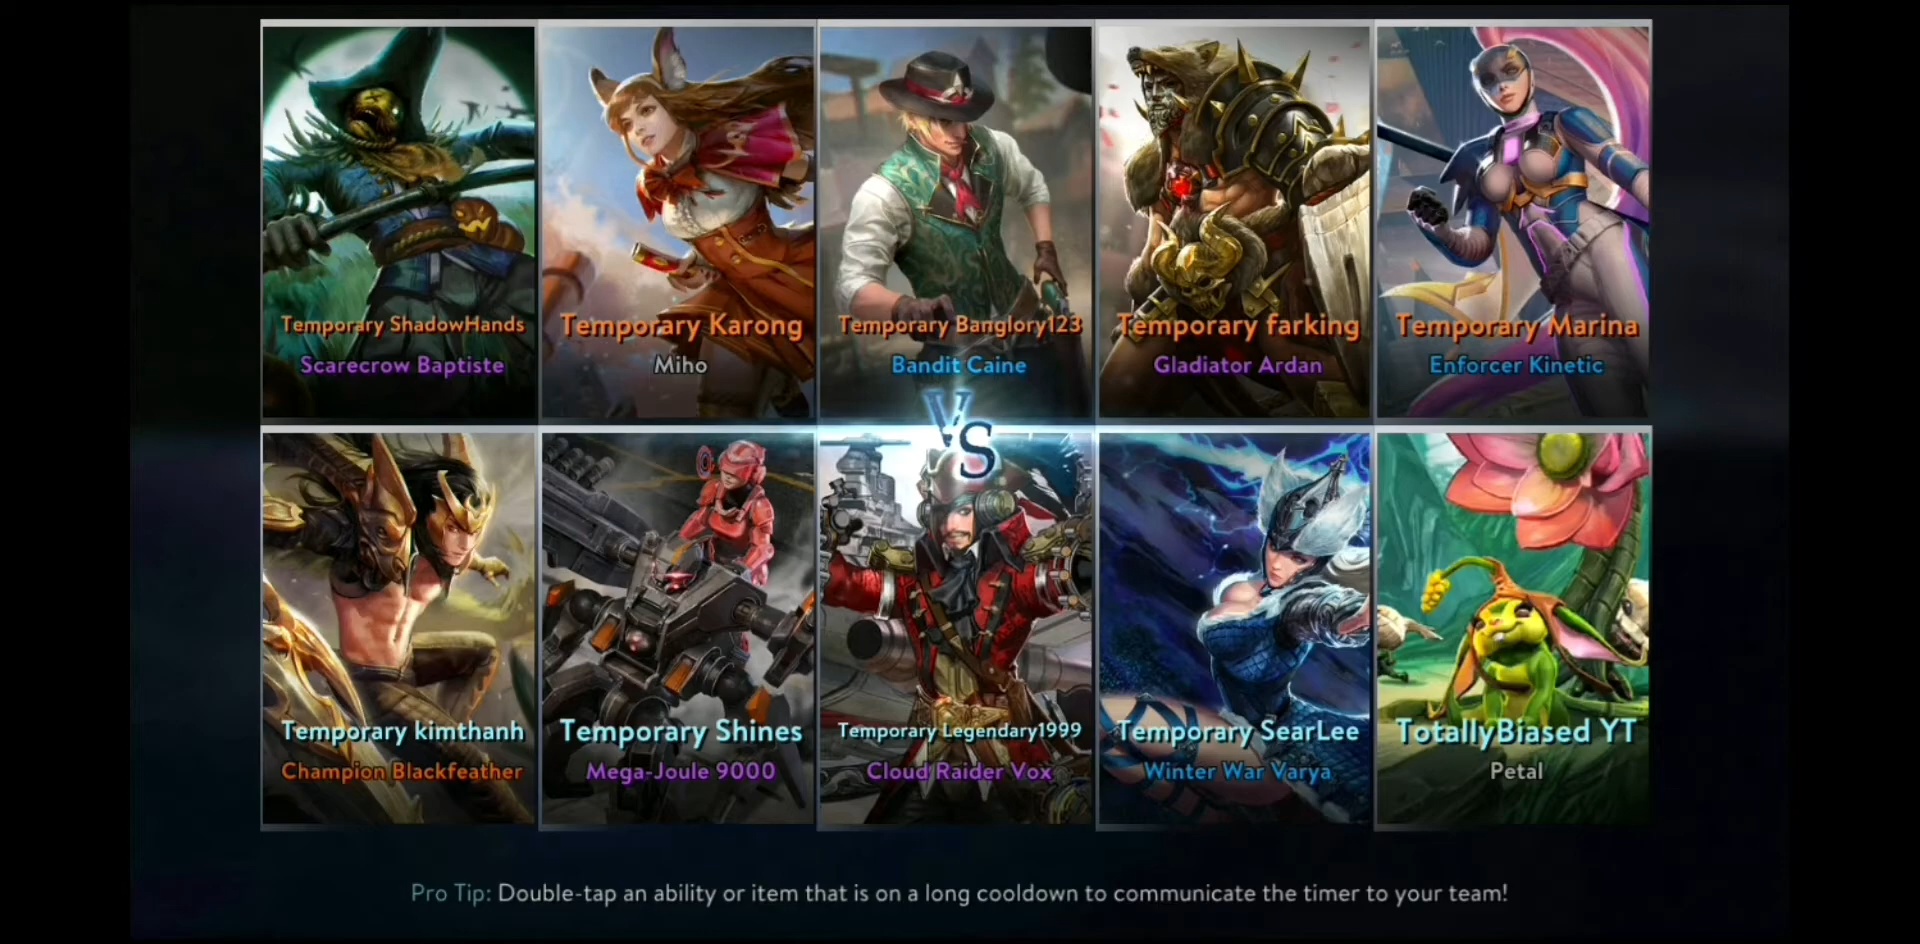 Temporary ShadowHands
Scarecrow Baptiste
Temporary Karong
Miho
Temporary Banglory123
Bandit Caine
Temporary farking
Gladiator Ardan
Temporary Marina
Enforcer Kinetic
VS
Temporary kimthanh
Champion Blackfeather
Temporary Shines
Mega-Joule 9000
Temporary Legendary1999
Cloud Raider Vox
Temporary SearLee
Winter War Varya
TotallyBiased YT
Petal
Pro Tip: Double-tap an ability or item that is on a long cooldown to communicate the timer to your team!